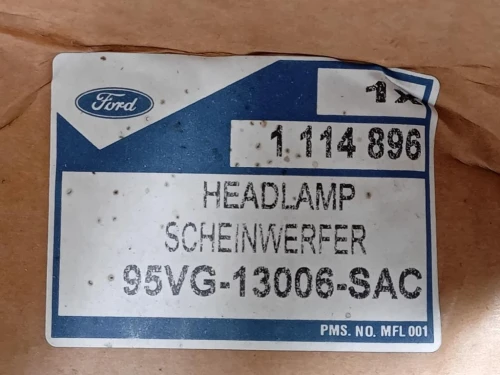 Ford
1x
1 114 896
HEADLAMP
SCHEINWERFER
95VG-13006-SAC
PMS. NO. MFL 001